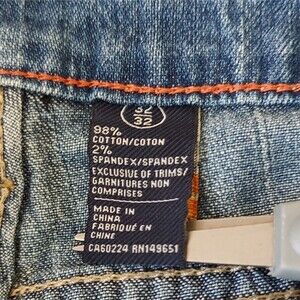 32
32
98%
COTTON/COTON
2%
SPANDEX/SPANDEX
EXCLUSIVE OF TRIMS/
GARNITURES NON
COMPRISES
MADE IN
CHINA
FABRIQUÉ EN
CHINE
CA60224 RN149651